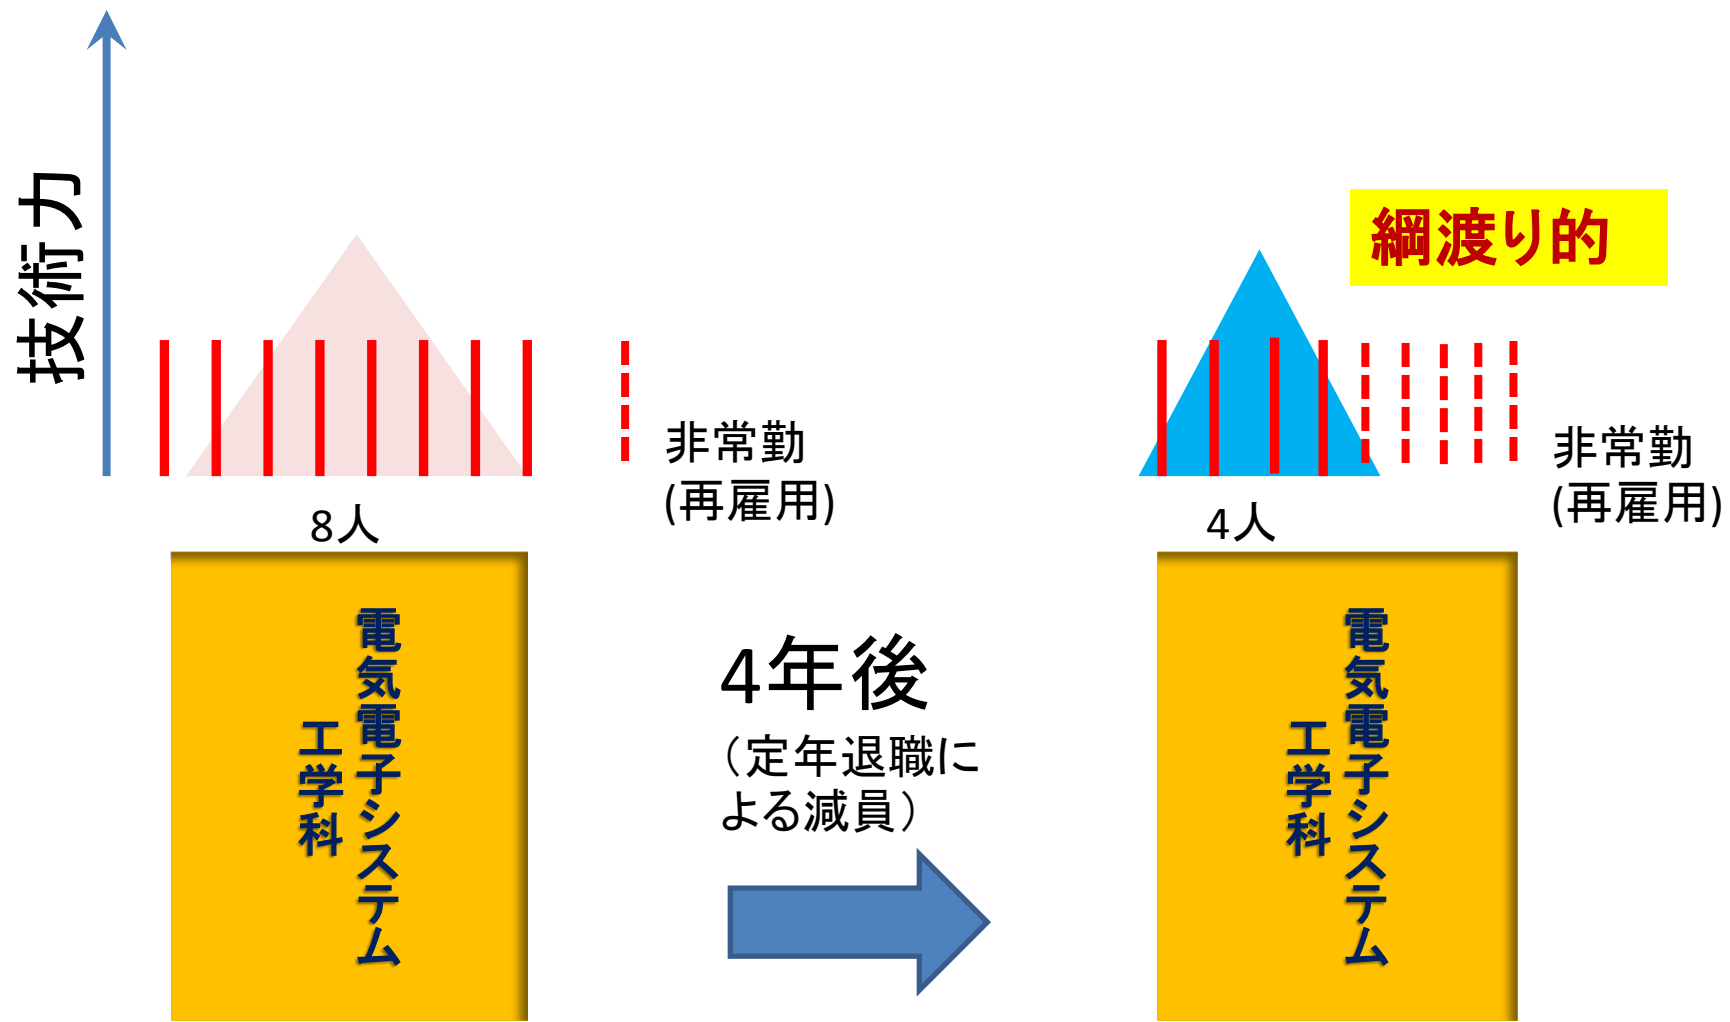 技術力
綱渡り的
非常勤
(再雇用)
8人
非常勤
(再雇用)
4人
電気電子システム
工学科
4年後
（定年退職に
よる減員）
電気電子システム
工学科